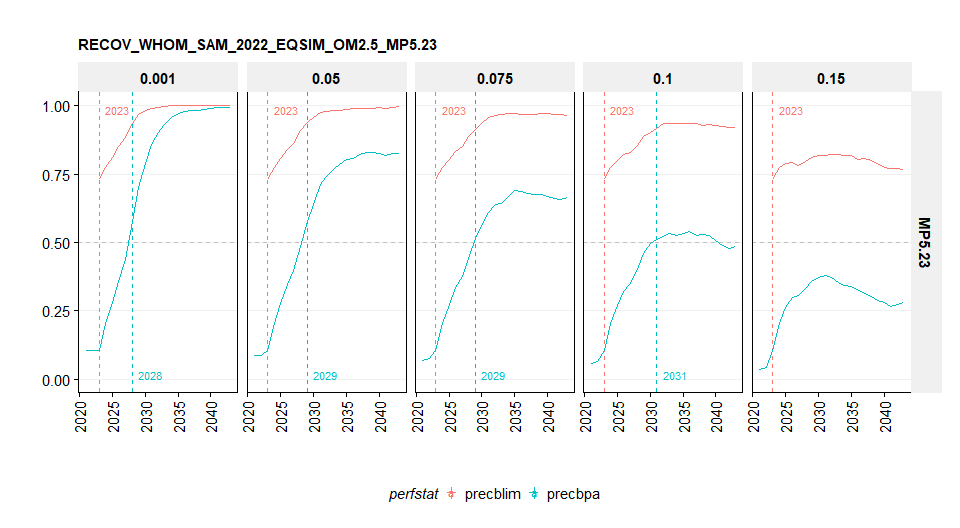 RECOV_WHOM_SAM_2022_EQSIM_OM2.5_MP5.23
0.001 0.05 0.075 0.1 0.15
1.00
0.75
0.50
0.25
0.00
2023 2023 2023 2023 2023
2028 2029 2029 2031
MP5.23
2020 2025 2030 2035 2040 2020 2025 2030 2035 2040 2020 2025 2030 2035 2040 2020 2025 2030 2035 2040 2020 2025 2030 2035 2040
perfstat precblim precbpa